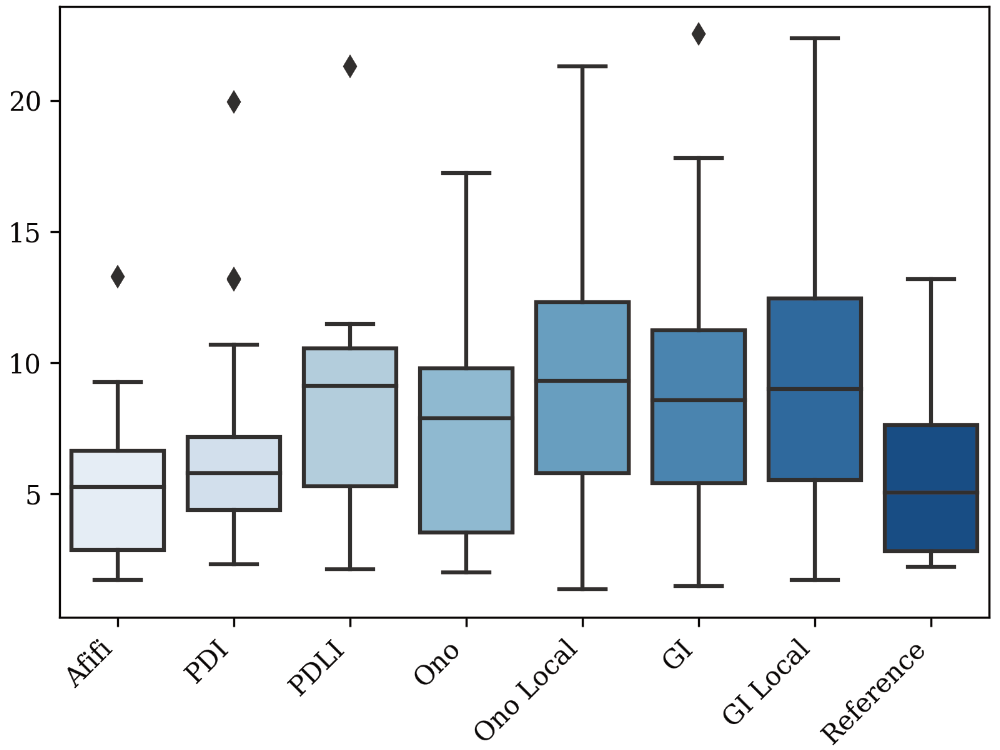 20
15
10
5
Afifi
PDI
PDLI
Ono
Ono Local
GI
GI Local
Reference